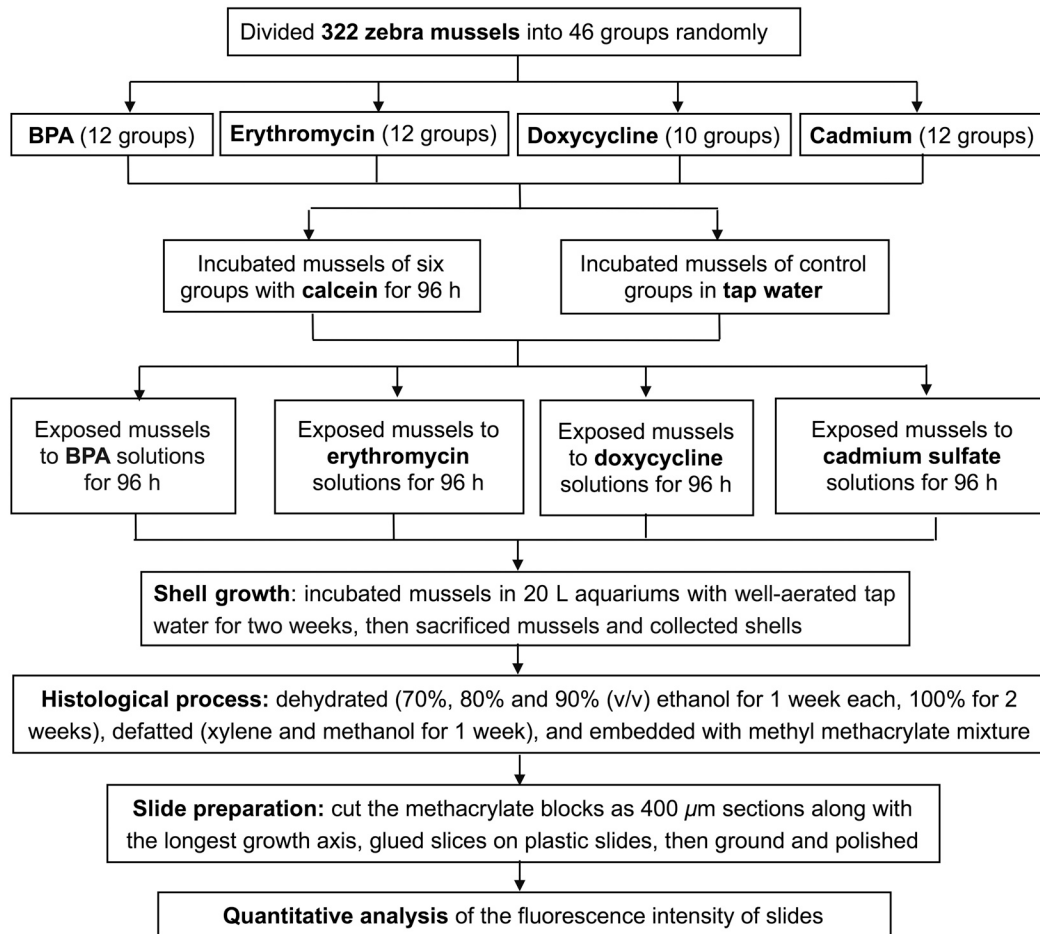 Divided 322 zebra mussels into 46 groups randomly
BPA (12 groups)
Erythromycin (12 groups)
Doxycycline (10 groups)
Cadmium (12 groups)
Incubated mussels of six
groups with calcein for 96 h
Incubated mussels of control
groups in tap water
Exposed mussels
to BPA solutions
for 96 h
Exposed mussels to
erythromycin
solutions for 96 h
Exposed mussels
to doxycycline
solutions for 96 h
Exposed mussels to
cadmium sulfate
solutions for 96 h
Shell growth: incubated mussels in 20 L aquariums with well-aerated tap
water for two weeks, then sacrificed mussels and collected shells
Histological process: dehydrated (70%, 80% and 90% (v/v) ethanol for 1 week each, 100% for 2
weeks), defatted (xylene and methanol for 1 week), and embedded with methyl methacrylate mixture
Slide preparation: cut the methacrylate blocks as 400 µm sections along with
the longest growth axis, glued slices on plastic slides, then ground and polished
Quantitative analysis of the fluorescence intensity of slides